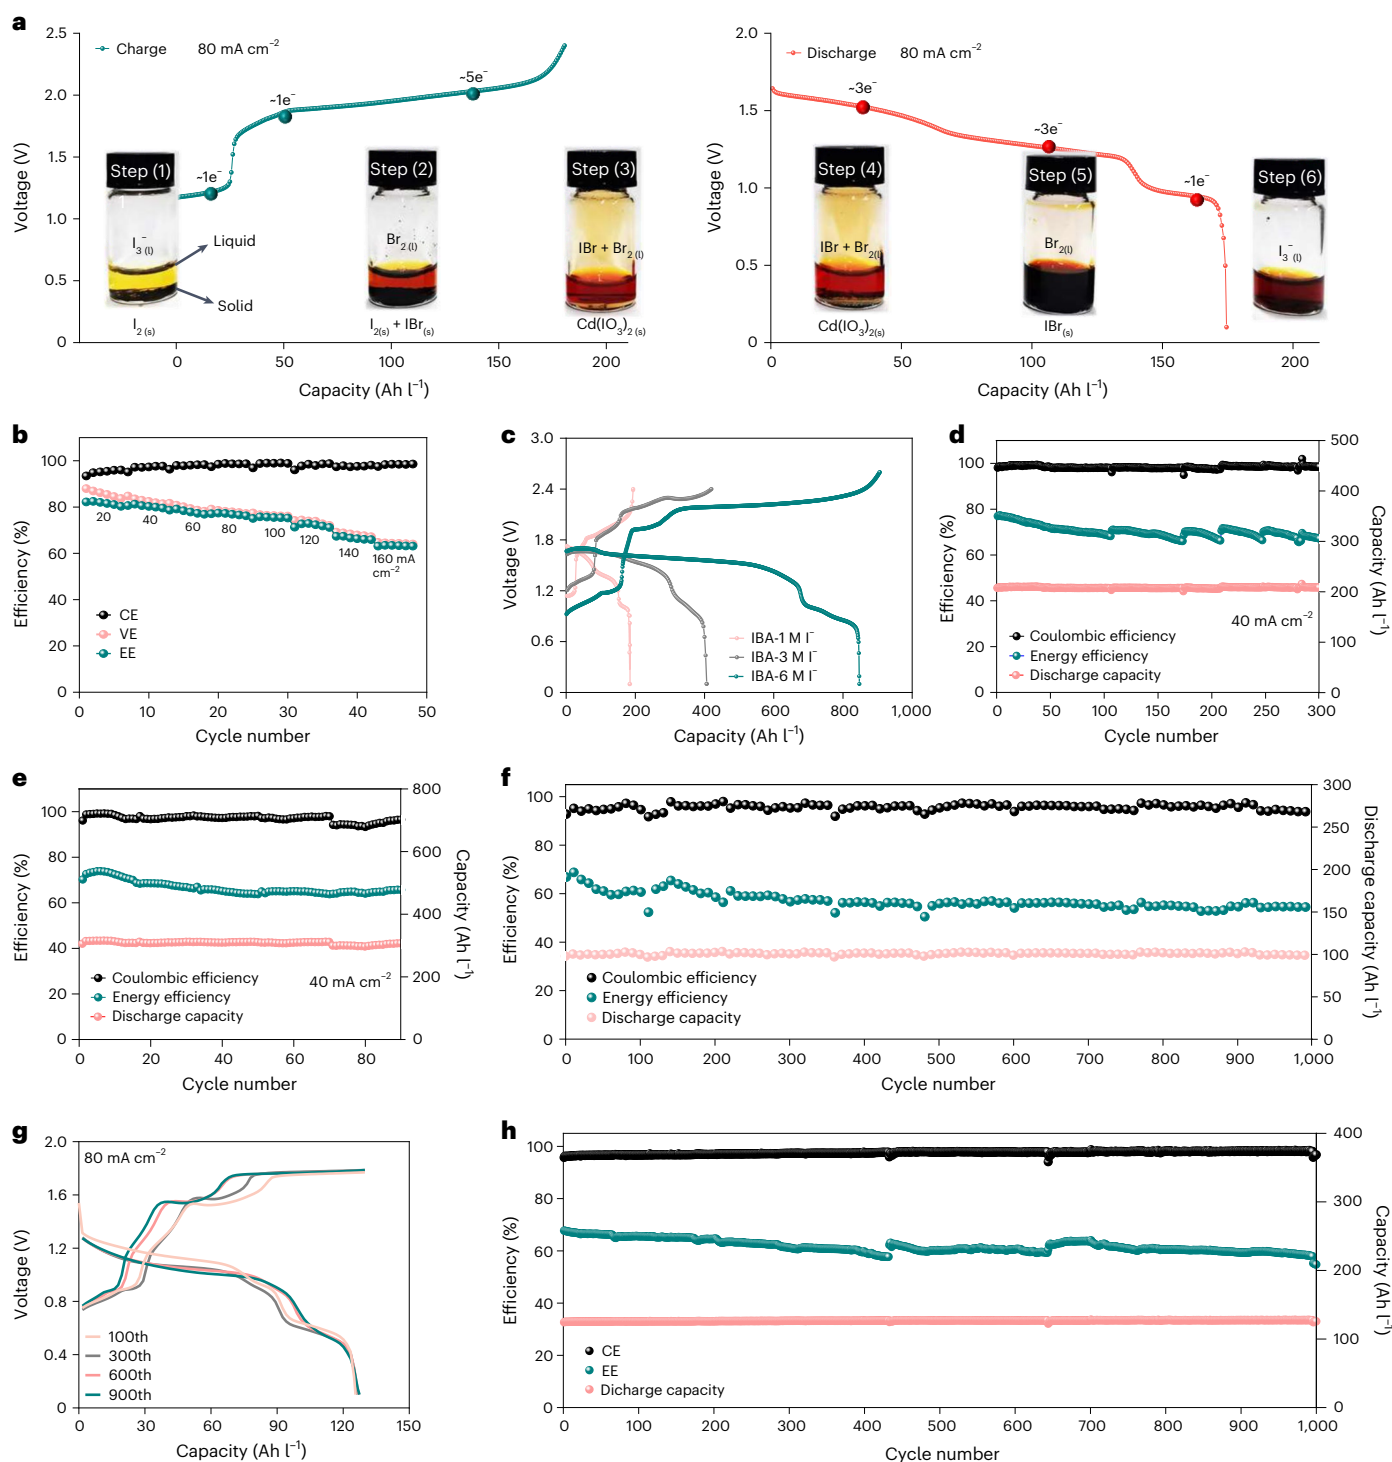 a
Charge 80 mA cm⁻²
2.5
2.0
1.5
1.0
0.5
0
Voltage (V)
~1e⁻
~1e⁻
~5e⁻
Step (1)
Step (2)
Step (3)
I₃⁻ (l)
Liquid
Solid
I₂ (s)
Br₂ (l)
I₂(s) + IBr(s)
IBr + Br₂ (l)
Cd(IO₃)₂ (s)
0 50 100 150 200
Capacity (Ah l⁻¹)
Discharge 80 mA cm⁻²
2.0
1.5
1.0
0.5
0
Voltage (V)
~3e⁻
~3e⁻
~1e⁻
Step (4)
Step (5)
Step (6)
IBr + Br₂(l)
Cd(IO₃)₂(s)
Br₂(l)
IBr(s)
I₃⁻ (l)
0 50 100 150 200
Capacity (Ah l⁻¹)
b
100
80
60
40
20
0
Efficiency (%)
20 40 60 80 100 120 140 160 mA
cm⁻²
CE
VE
EE
0 10 20 30 40 50
Cycle number
c
3.0
2.4
1.8
1.2
0.6
0
Voltage (V)
IBA-1 M I⁻
IBA-3 M I⁻
IBA-6 M I⁻
0 200 400 600 800 1,000
Capacity (Ah l⁻¹)
d
100
80
60
40
20
0
Efficiency (%)
500
400
300
200
100
0
Capacity (Ah l⁻¹)
40 mA cm⁻²
Coulombic efficiency
Energy efficiency
Discharge capacity
0 50 100 150 200 250 300
Cycle number
e
100
80
60
40
20
0
Efficiency (%)
800
600
400
200
0
Capacity (Ah l⁻¹)
Coulombic efficiency 40 mA cm⁻²
Energy efficiency
Discharge capacity
0 20 40 60 80
Cycle number
f
100
80
60
40
20
0
Efficiency (%)
300
250
200
150
100
50
0
Discharge capacity (Ah l⁻¹)
Coulombic efficiency
Energy efficiency
Discharge capacity
0 100 200 300 400 500 600 700 800 900 1,000
Cycle number
g
80 mA cm⁻²
2.0
1.6
1.2
0.8
0.4
0
Voltage (V)
100th
300th
600th
900th
0 30 60 90 120 150
Capacity (Ah l⁻¹)
h
100
80
60
40
20
0
Efficiency (%)
400
300
200
100
0
Capacity (Ah l⁻¹)
CE
EE
Dicharge capacity
0 100 200 300 400 500 600 700 800 900 1,000
Cycle number